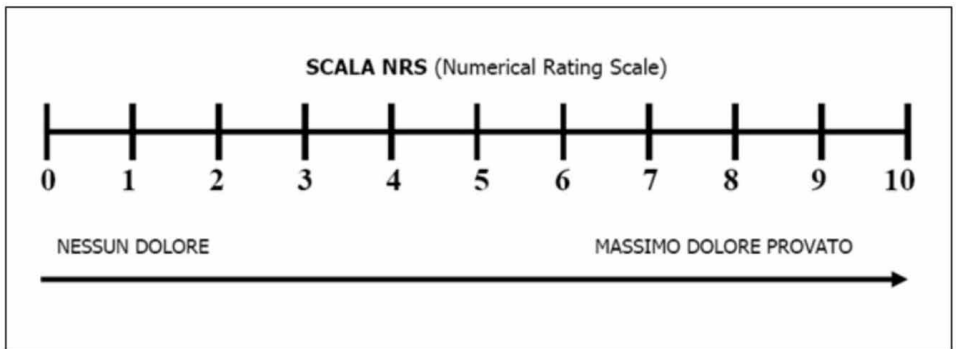 SCALA NRS (Numerical Rating Scale)
0 1 2 3 4 5 6 7 8 9 10
NESSUN DOLORE MASSIMO DOLORE PROVATO